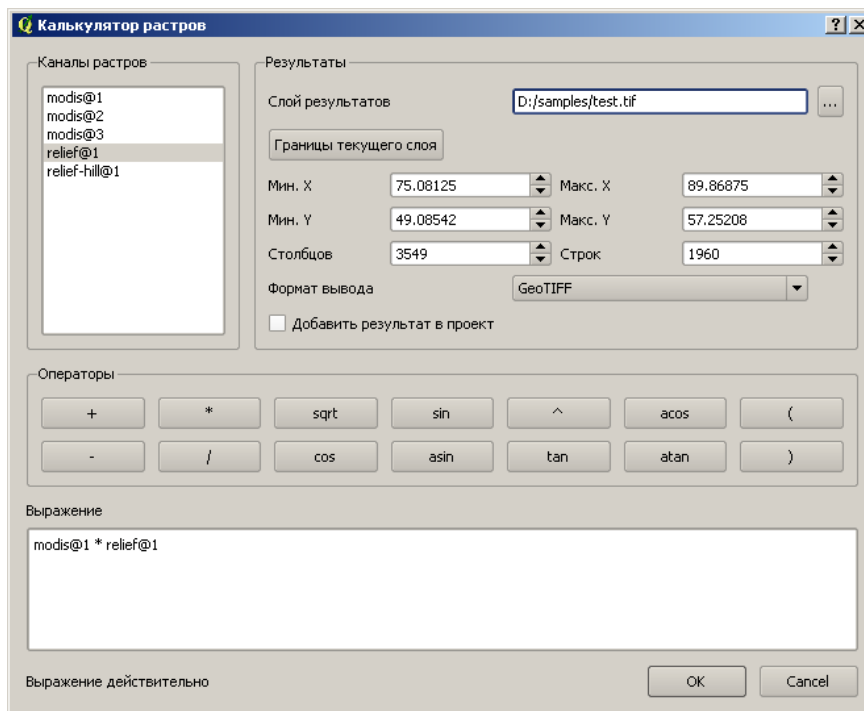 Калькулятор растров
Каналы растров
modis@1
modis@2
modis@3
relief@1
relief-hill@1
Результаты
Слой результатов D:/samples/test.tif ...
Границы текущего слоя
Мин. X 75.08125 Макс. X 89.86875
Мин. Y 49.08542 Макс. Y 57.25208
Столбцов 3549 Строк 1960
Формат вывода GeoTIFF
Добавить результат в проект
Операторы
+ * sqrt sin ^ acos (
- / cos asin tan atan )
Выражение
modis@1 * relief@1
Выражение действительно OK Cancel